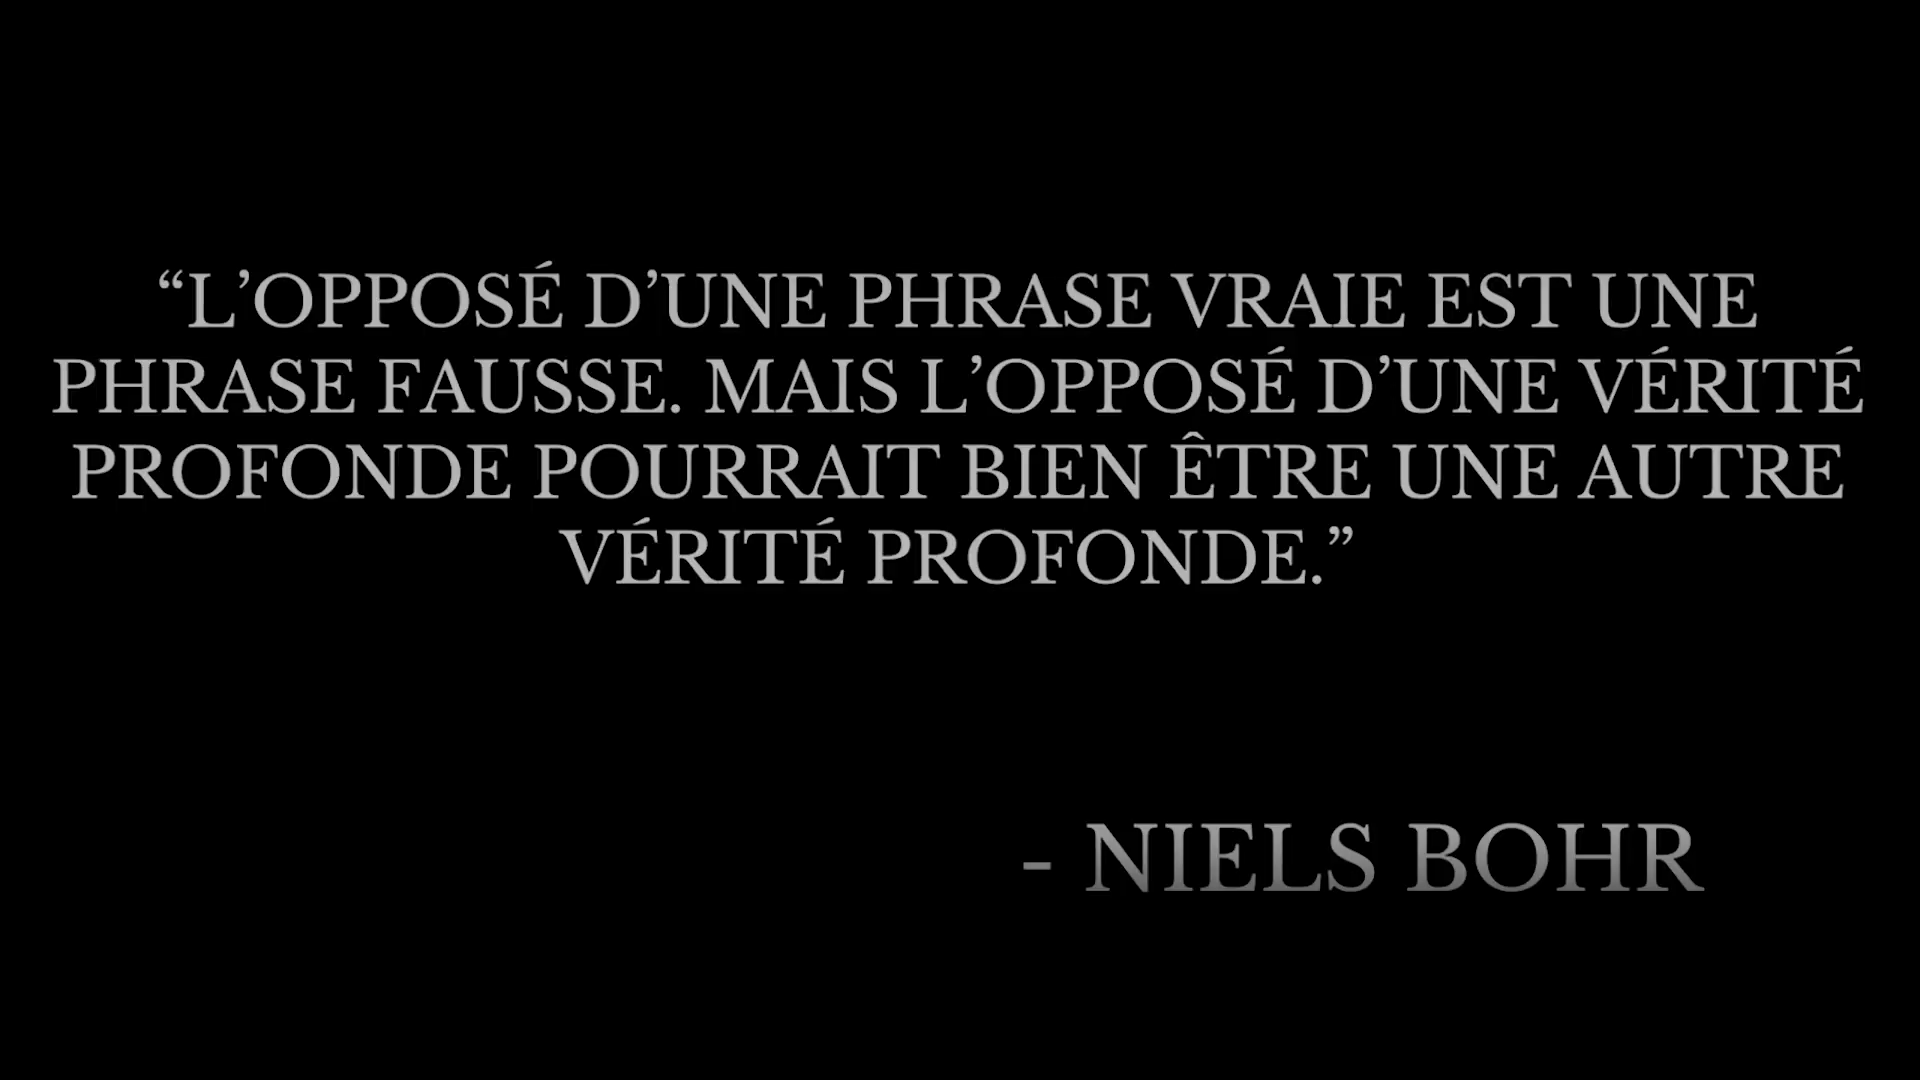 “L’OPPOSÉ D’UNE PHRASE VRAIE EST UNE
PHRASE FAUSSE. MAIS L’OPPOSÉ D’UNE VÉRITÉ
PROFONDE POURRAIT BIEN ÊTRE UNE AUTRE
VÉRITÉ PROFONDE.”
- NIELS BOHR